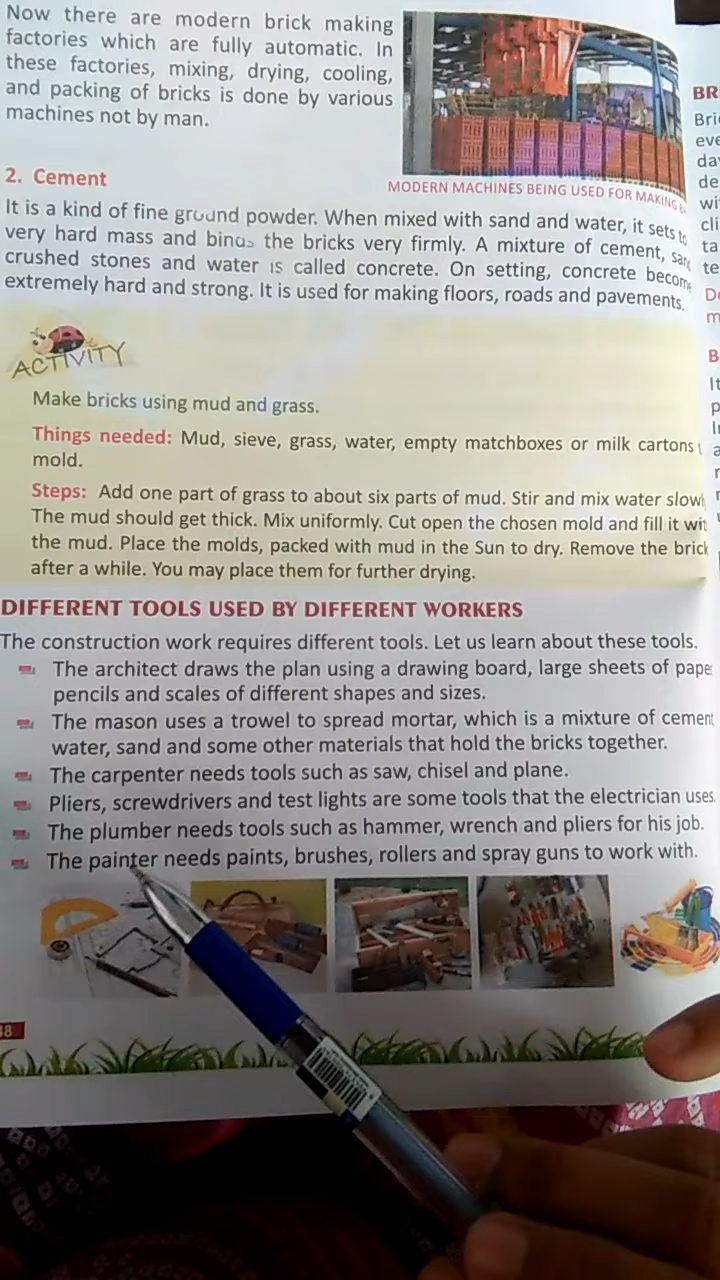 Now there are modern brick making
factories which are fully automatic. In
these factories, mixing, drying, cooling,
and packing of bricks is done by various
machines not by man.
MODERN MACHINES BEING USED FOR MAKING
2. Cement
It is a kind of fine ground powder. When mixed with sand and water, it sets to
very hard mass and binds the bricks very firmly. A mixture of cement, sand
crushed stones and water is called concrete. On setting, concrete become
extremely hard and strong. It is used for making floors, roads and pavements.
ACTIVITY
Make bricks using mud and grass.
Things needed: Mud, sieve, grass, water, empty matchboxes or milk cartons
mold.
Steps: Add one part of grass to about six parts of mud. Stir and mix water slowl
The mud should get thick. Mix uniformly. Cut open the chosen mold and fill it wit
the mud. Place the molds, packed with mud in the Sun to dry. Remove the brick
after a while. You may place them for further drying.
DIFFERENT TOOLS USED BY DIFFERENT WORKERS
The construction work requires different tools. Let us learn about these tools.
The architect draws the plan using a drawing board, large sheets of paper
pencils and scales of different shapes and sizes.
The mason uses a trowel to spread mortar, which is a mixture of cement
water, sand and some other materials that hold the bricks together.
The carpenter needs tools such as saw, chisel and plane.
Pliers, screwdrivers and test lights are some tools that the electrician uses.
The plumber needs tools such as hammer, wrench and pliers for his job.
The painter needs paints, brushes, rollers and spray guns to work with.